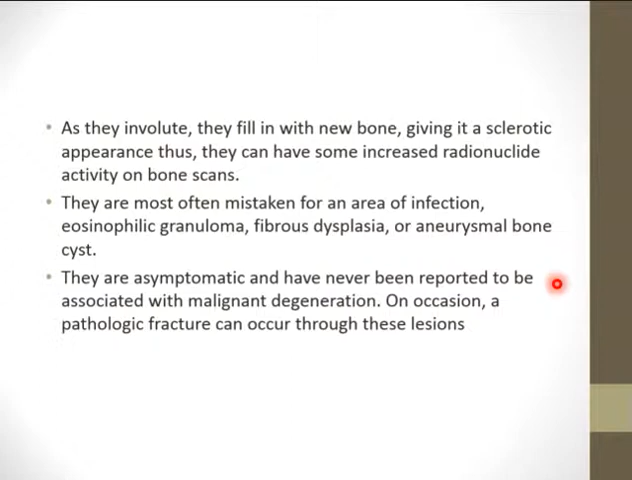 • As they involute, they fill in with new bone, giving it a sclerotic
appearance thus, they can have some increased radionuclide
activity on bone scans.
• They are most often mistaken for an area of infection,
eosinophilic granuloma, fibrous dysplasia, or aneurysmal bone
cyst.
• They are asymptomatic and have never been reported to be
associated with malignant degeneration. On occasion, a
pathologic fracture can occur through these lesions